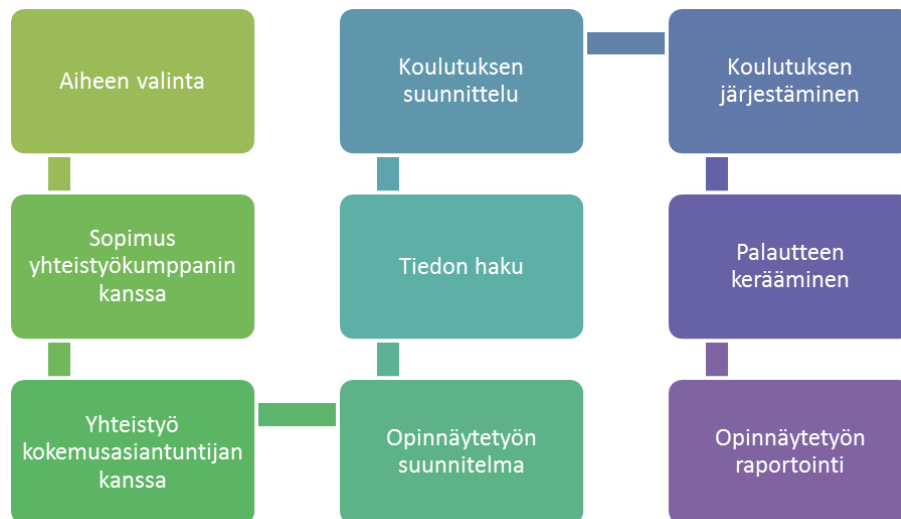 Aiheen valinta
Sopimus
yhteistyökumppanin
kanssa
Yhteistyö
kokemusasiantuntijan
kanssa
Opinnäytetyön
suunnitelma
Tiedon haku
Koulutuksen
suunnittelu
Koulutuksen
järjestäminen
Palautteen
kerääminen
Opinnäytetyön
raportointi